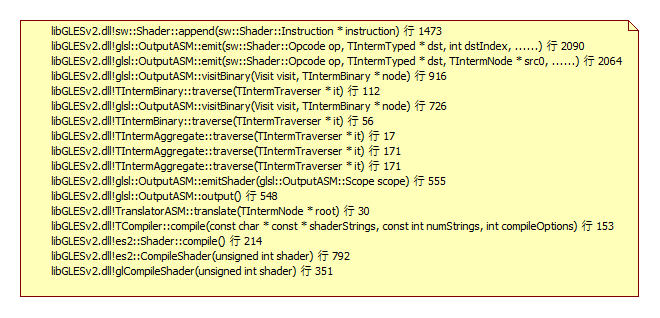 libGLESv2.dll!sw::Shader::append(sw::Shader::Instruction * instruction) 行 1473
libGLESv2.dll!glsl::OutputASM::emit(sw::Shader::Opcode op, TIntermTyped * dst, int dstIndex, ......) 行 2090
libGLESv2.dll!glsl::OutputASM::emit(sw::Shader::Opcode op, TIntermTyped * dst, TIntermNode * src0, ......) 行 2064
libGLESv2.dll!glsl::OutputASM::visitBinary(Visit visit, TIntermBinary * node) 行 916
libGLESv2.dll!TIntermBinary::traverse(TIntermTraverser * it) 行 112
libGLESv2.dll!glsl::OutputASM::visitBinary(Visit visit, TIntermBinary * node) 行 726
libGLESv2.dll!TIntermBinary::traverse(TIntermTraverser * it) 行 56
libGLESv2.dll!TIntermAggregate::traverse(TIntermTraverser * it) 行 17
libGLESv2.dll!TIntermAggregate::traverse(TIntermTraverser * it) 行 171
libGLESv2.dll!TIntermAggregate::traverse(TIntermTraverser * it) 行 171
libGLESv2.dll!glsl::OutputASM::emitShader(glsl::OutputASM::Scope scope) 行 555
libGLESv2.dll!glsl::OutputASM::output() 行 548
libGLESv2.dll!TranslatorASM::translate(TIntermNode * root) 行 30
libGLESv2.dll!TCompiler::compile(const char * const * shaderStrings, const int numStrings, int compileOptions) 行 153
libGLESv2.dll!es2::Shader::compile() 行 214
libGLESv2.dll!es2::CompileShader(unsigned int shader) 行 792
libGLESv2.dll!glCompileShader(unsigned int shader) 行 351